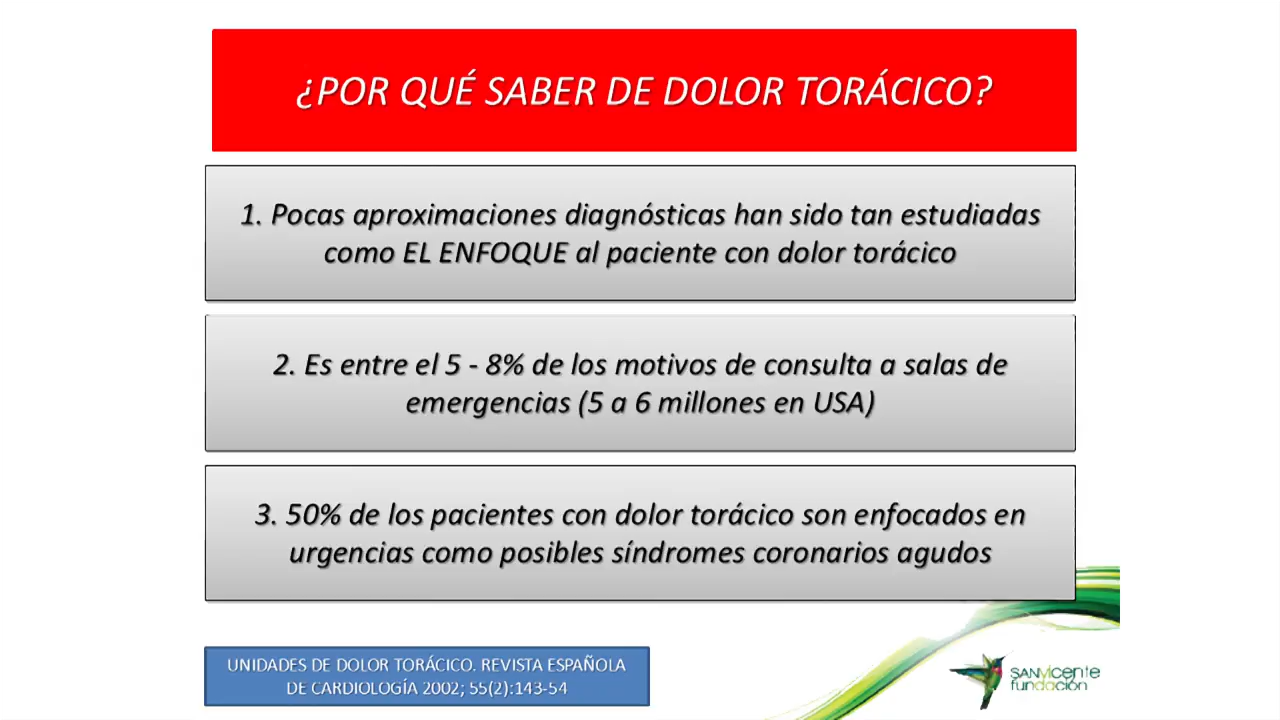 ¿POR QUÉ SABER DE DOLOR TORÁCICO?
1. Pocas aproximaciones diagnósticas han sido tan estudiadas
como EL ENFOQUE al paciente con dolor torácico
2. Es entre el 5 - 8% de los motivos de consulta a salas de
emergencias (5 a 6 millones en USA)
3. 50% de los pacientes con dolor torácico son enfocados en
urgencias como posibles síndromes coronarios agudos
UNIDADES DE DOLOR TORÁCICO. REVISTA ESPAÑOLA
DE CARDIOLOGÍA 2002; 55(2):143-54
SANVICENTE
fundación